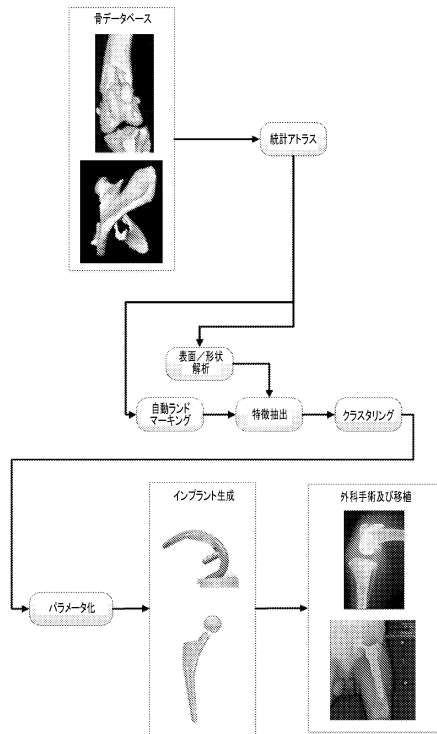 骨データベース
統計アトラス
表面／形状
解析
自動ランド
マーキング
特徴抽出
クラスタリング
インプラント生成
外科手術及び移植
パラメータ化